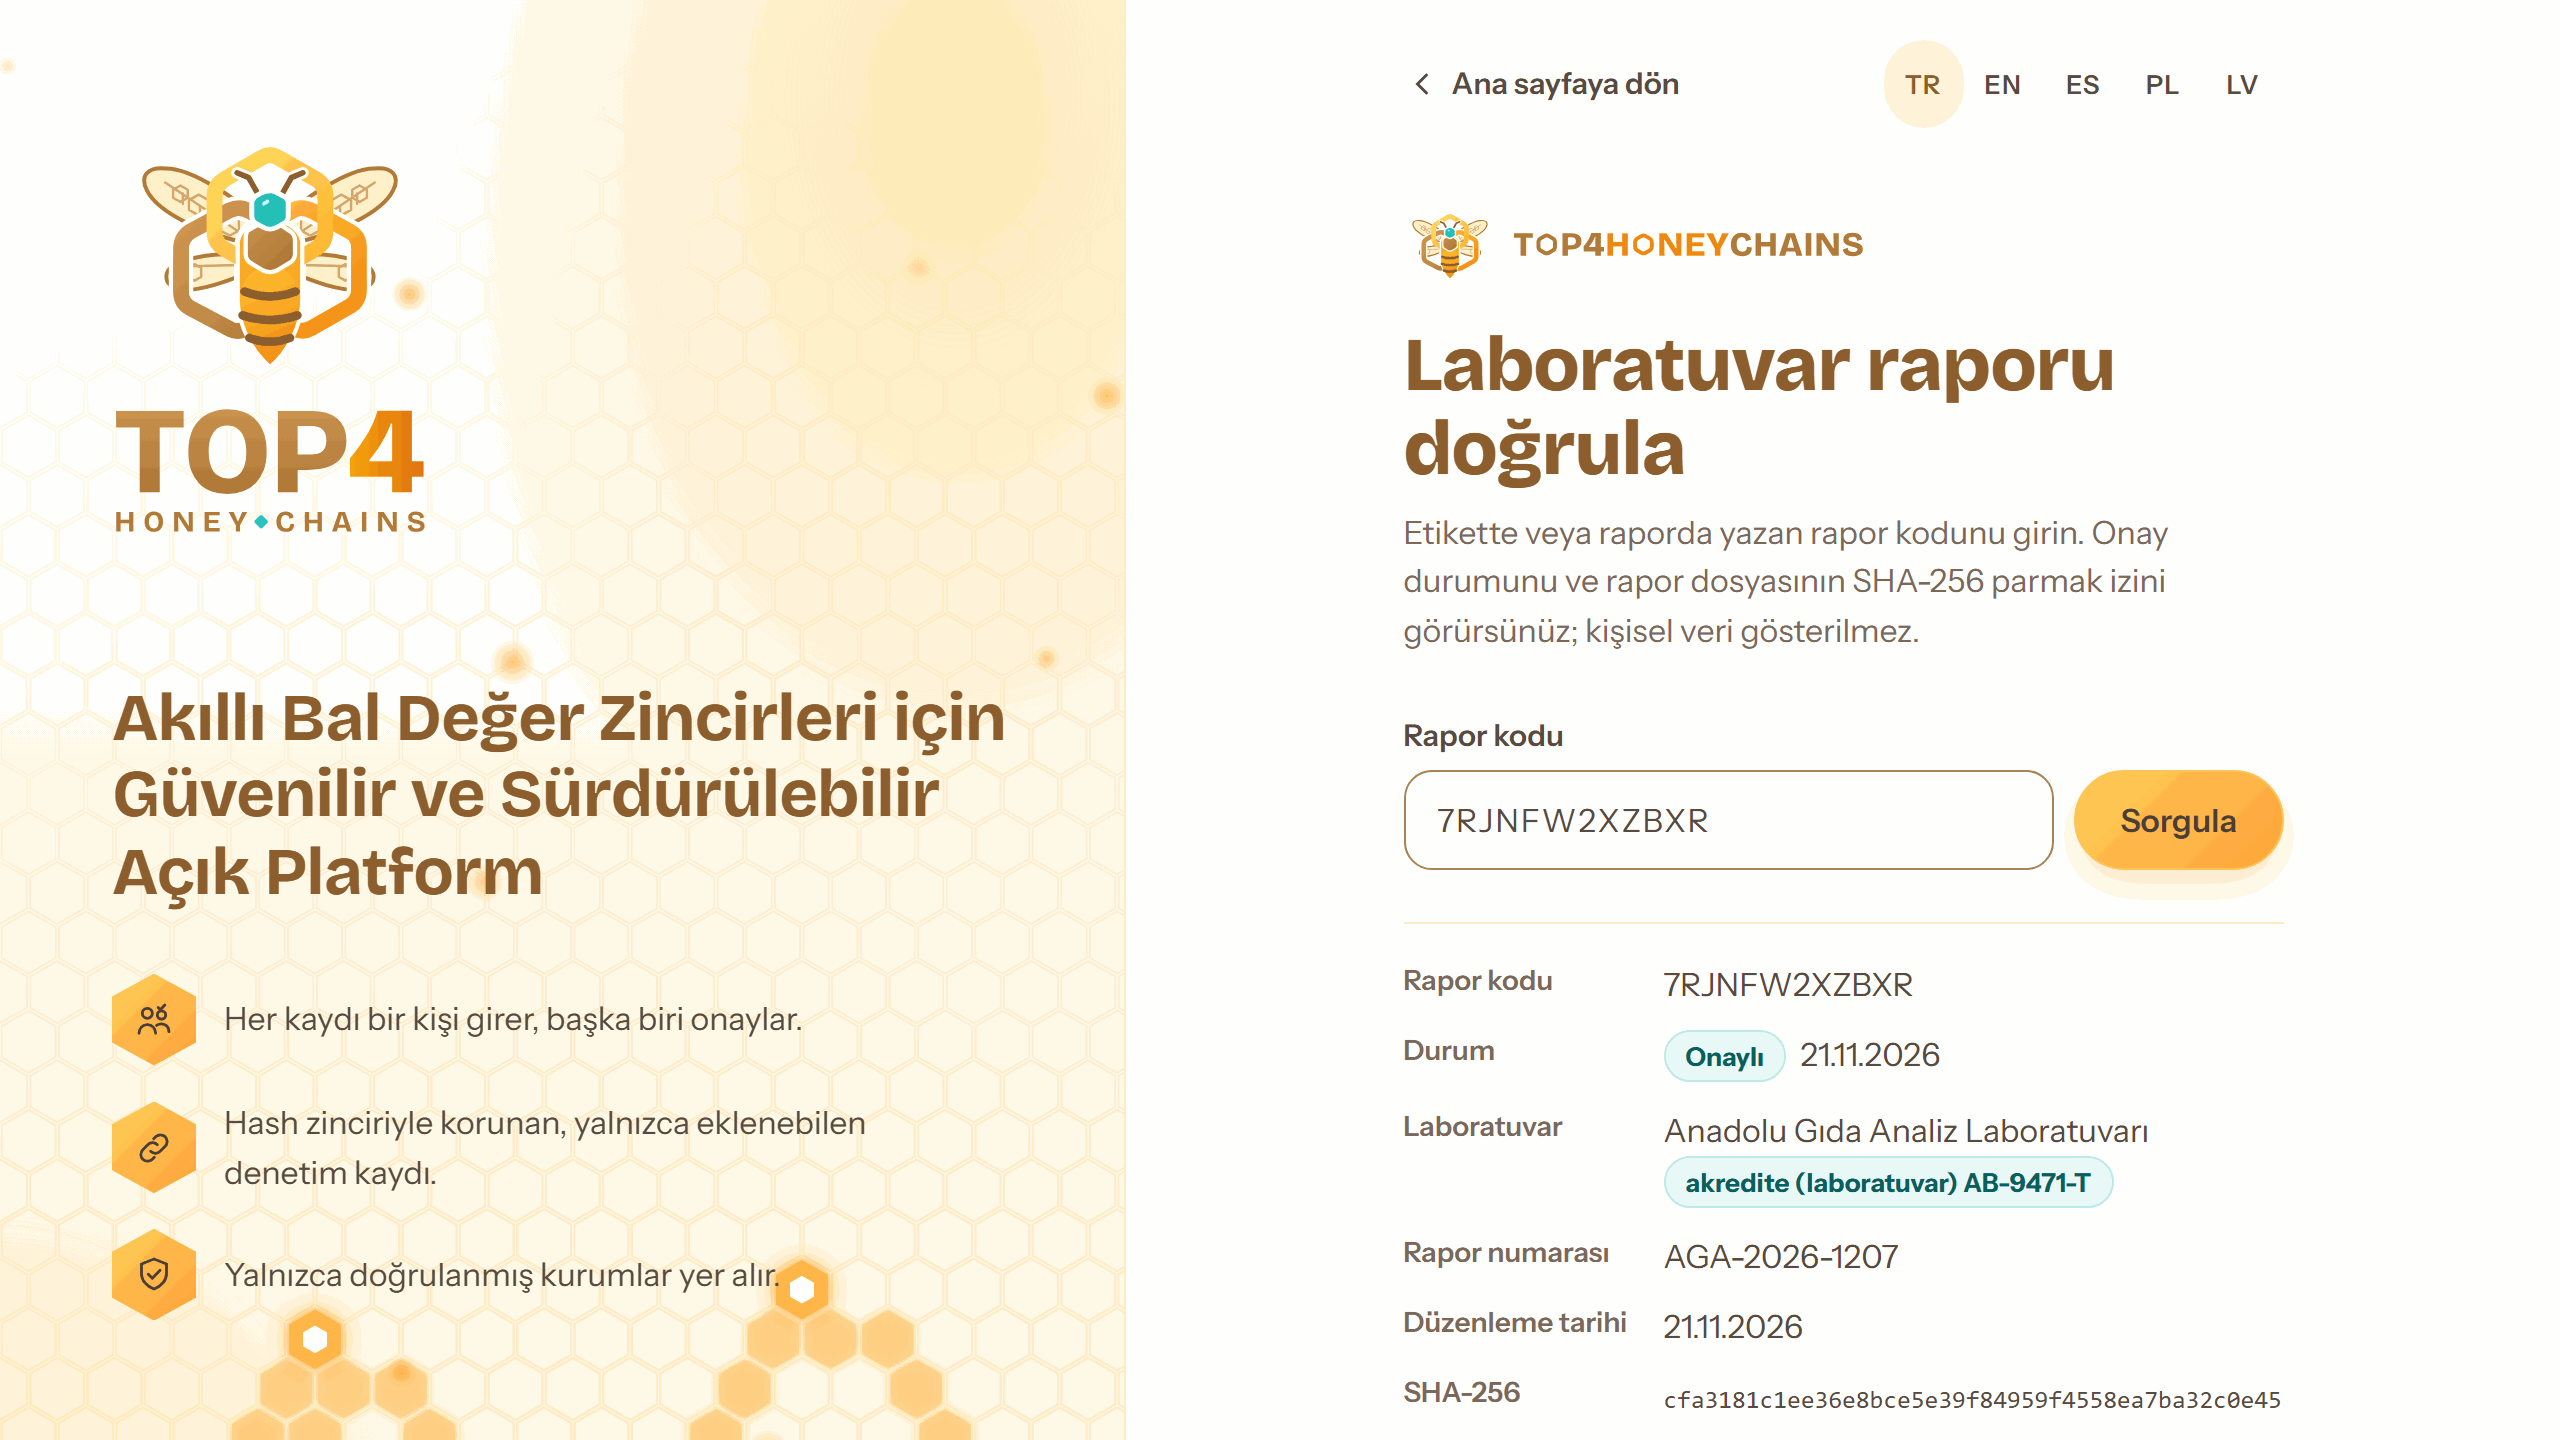 TOP4
HONEY CHAINS
Akıllı Bal Değer Zincirleri için
Güvenilir ve Sürdürülebilir
Açık Platform
Her kaydı bir kişi girer, başka biri onaylar.
Hash zinciriyle korunan, yalnızca eklenebilen
denetim kaydı.
Yalnızca doğrulanmış kurumlar yer alır.
Ana sayfaya dön
TR EN ES PL LV
TOP4HONEYCHAINS
Laboratuvar raporu
doğrula
Etikette veya raporda yazan rapor kodunu girin. Onay
durumunu ve rapor dosyasının SHA-256 parmak izini
görürsünüz; kişisel veri gösterilmez.
Rapor kodu
7RJNFW2XZBXR
Sorgula
Rapor kodu 7RJNFW2XZBXR
Durum Onaylı 21.11.2026
Laboratuvar Anadolu Gıda Analiz Laboratuvarı
akredite (laboratuvar) AB-9471-T
Rapor numarası AGA-2026-1207
Düzenleme tarihi 21.11.2026
SHA-256 cfa3181c1ee36e8bce5e39f84959f4558ea7ba32c0e45